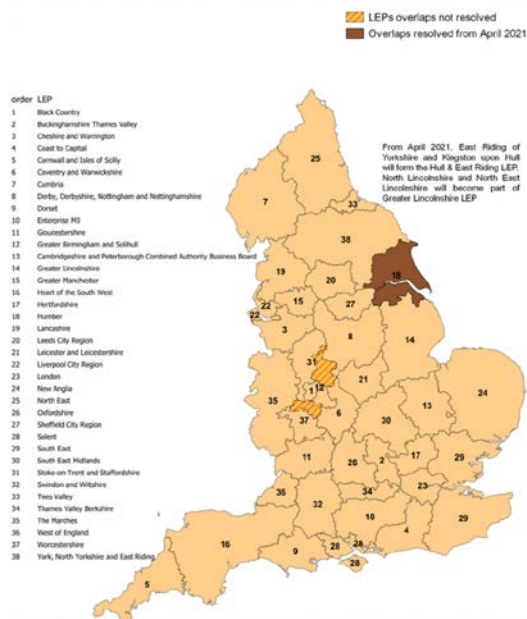 LEPs overlaps not resolved
Overlaps resolved from April 2021
order LEP
1 Black Country
2 Buckinghamshire Thames Valley
3 Cheshire and Warrington
4 Coast to Capital
5 Cornwall and Isles of Scilly
6 Coventry and Warwickshire
7 Cumbria
8 Derby, Derbyshire, Nottingham and Nottinghamshire
9 Dorset
10 Enterprise M3
11 Gloucestershire
12 Greater Birmingham and Solihull
13 Cambridgeshire and Peterborough Combined Authority Business Board
14 Greater Lincolnshire
15 Greater Manchester
16 Heart of the South West
17 Hertfordshire
18 Humber
19 Lancashire
20 Leeds City Region
21 Leicester and Leicestershire
22 Liverpool City Region
23 London
24 New Anglia
25 North East
26 Oxfordshire
27 Sheffield City Region
28 Solent
29 South East
30 South East Midlands
31 Stoke-on-Trent and Staffordshire
32 Swindon and Wiltshire
33 Tees Valley
34 Thames Valley Berkshire
35 The Marches
36 West of England
37 Worcestershire
38 York, North Yorkshire and East Riding
From April 2021, East Riding of
Yorkshire and Kingston upon Hull
will form the Hull & East Riding LEP.
North Lincolnshire and North East
Lincolnshire will become part of
Greater Lincolnshire LEP
25
7
33
38
18
19
20
22
15
27
22
3
8
14
31
1
12
21
24
35
13
37
6
30
11
26
2
17
29
36
32
34
23
10
16
4
29
9
28
28
28
5